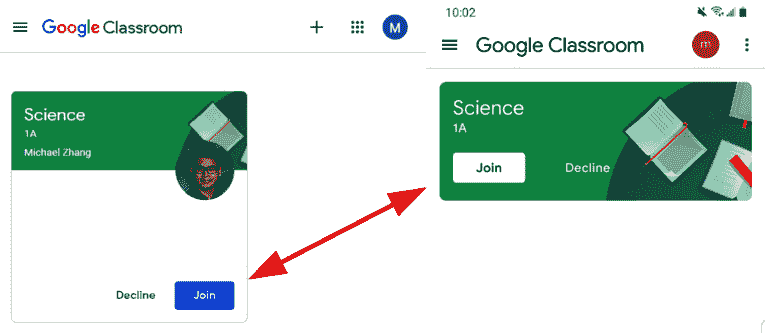 Google Classroom
M
Science
1A
Michael Zhang
Decline
Join
10:02
Google Classroom
m
Science
1A
Join
Decline